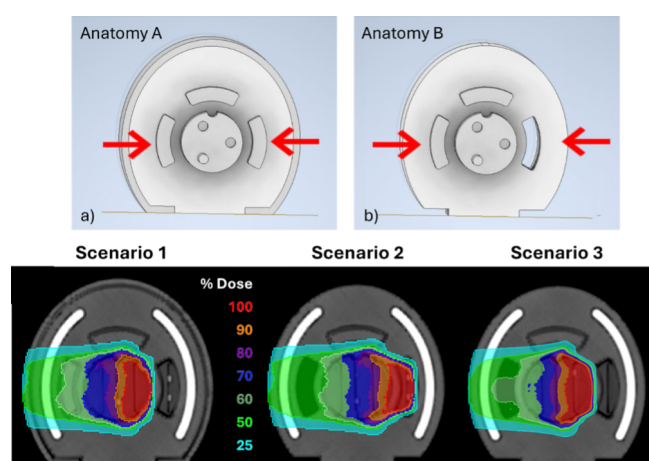 Anatomy A
Anatomy B
a)
b)
Scenario 1
Scenario 2
Scenario 3
% Dose
100
90
80
70
60
50
25